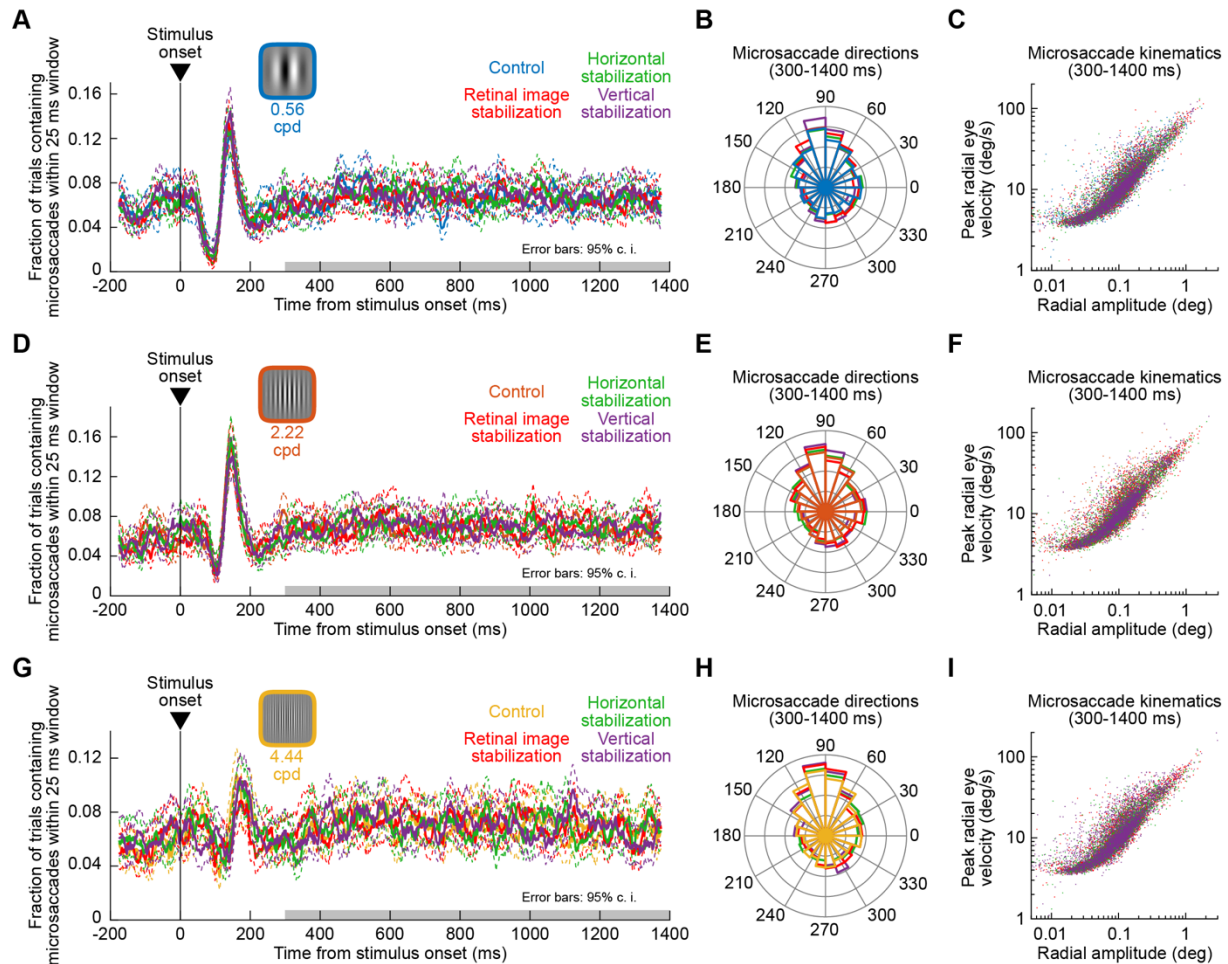 A
Stimulus
onset
0.56
cpd
Control
Horizontal
stabilization
Retinal image
stabilization
Vertical
stabilization
Fraction of trials containing
microsaccades within 25 ms window
0.16
0.12
0.08
0.04
0
Error bars: 95% c. i.
-200 0 200 400 600 800 1000 1200 1400
Time from stimulus onset (ms)
B
Microsaccade directions
(300-1400 ms)
90
120 60
150 30
180 0
210 330
240 300
270
C
Microsaccade kinematics
(300-1400 ms)
Peak radial eye
velocity (deg/s)
100
10
1
0.01 0.1 1
Radial amplitude (deg)
D
Stimulus
onset
2.22
cpd
Control
Horizontal
stabilization
Retinal image
stabilization
Vertical
stabilization
Fraction of trials containing
microsaccades within 25 ms window
0.16
0.12
0.08
0.04
0
Error bars: 95% c. i.
-200 0 200 400 600 800 1000 1200 1400
Time from stimulus onset (ms)
E
Microsaccade directions
(300-1400 ms)
90
120 60
150 30
180 0
210 330
240 300
270
F
Microsaccade kinematics
(300-1400 ms)
Peak radial eye
velocity (deg/s)
100
10
1
0.01 0.1 1
Radial amplitude (deg)
G
Stimulus
onset
4.44
cpd
Control
Horizontal
stabilization
Retinal image
stabilization
Vertical
stabilization
Fraction of trials containing
microsaccades within 25 ms window
0.12
0.08
0.04
0
Error bars: 95% c. i.
-200 0 200 400 600 800 1000 1200 1400
Time from stimulus onset (ms)
H
Microsaccade directions
(300-1400 ms)
90
120 60
150 30
180 0
210 330
240 300
270
I
Microsaccade kinematics
(300-1400 ms)
Peak radial eye
velocity (deg/s)
100
10
1
0.01 0.1 1
Radial amplitude (deg)